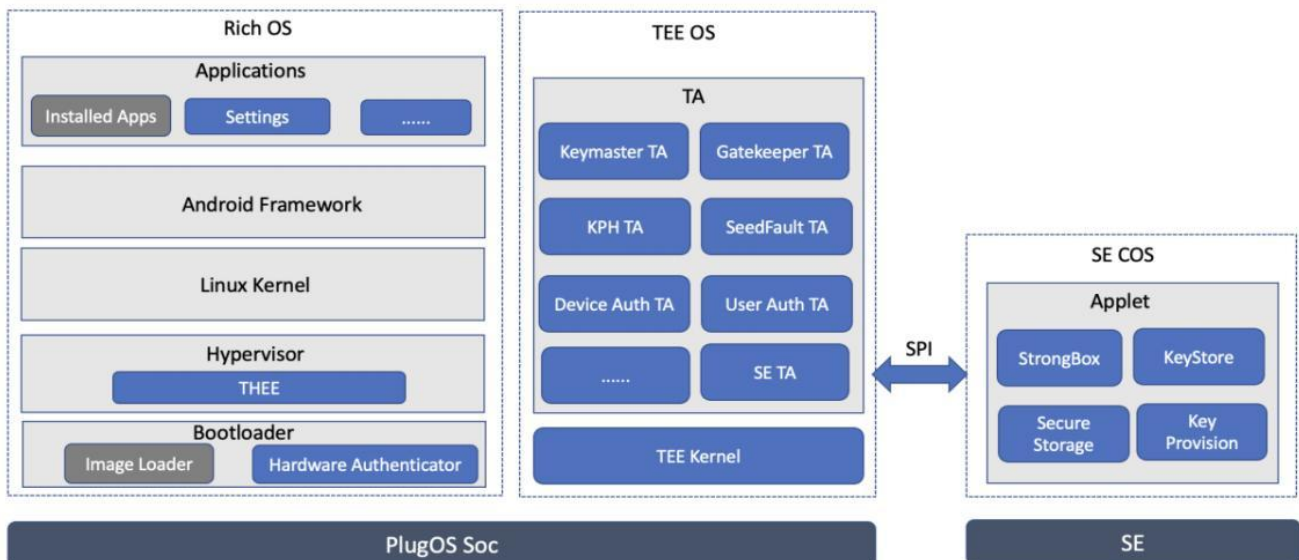 Rich OS
Applications
Installed Apps
Settings
......
Android Framework
Linux Kernel
Hypervisor
THEE
Bootloader
Image Loader
Hardware Authenticator
TEE OS
TA
Keymaster TA
Gatekeeper TA
KPH TA
SeedFault TA
Device Auth TA
User Auth TA
......
SE TA
TEE Kernel
SPI
SE COS
Applet
StrongBox
KeyStore
Secure
Storage
Key
Provision
PlugOS Soc
SE